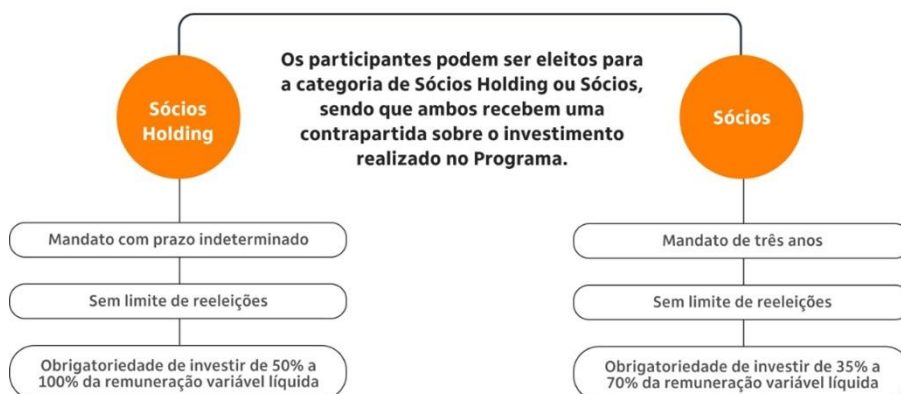 Os participantes podem ser eleitos para
a categoria de Sócios Holding ou Sócios,
sendo que ambos recebem uma
contrapartida sobre o investimento
realizado no Programa.
Sócios
Holding
Mandato com prazo indeterminado
Sem limite de reeleições
Obrigatoriedade de investir de 50% a
100% da remuneração variável líquida
Sócios
Mandato de três anos
Sem limite de reeleições
Obrigatoriedade de investir de 35% a
70% da remuneração variável líquida